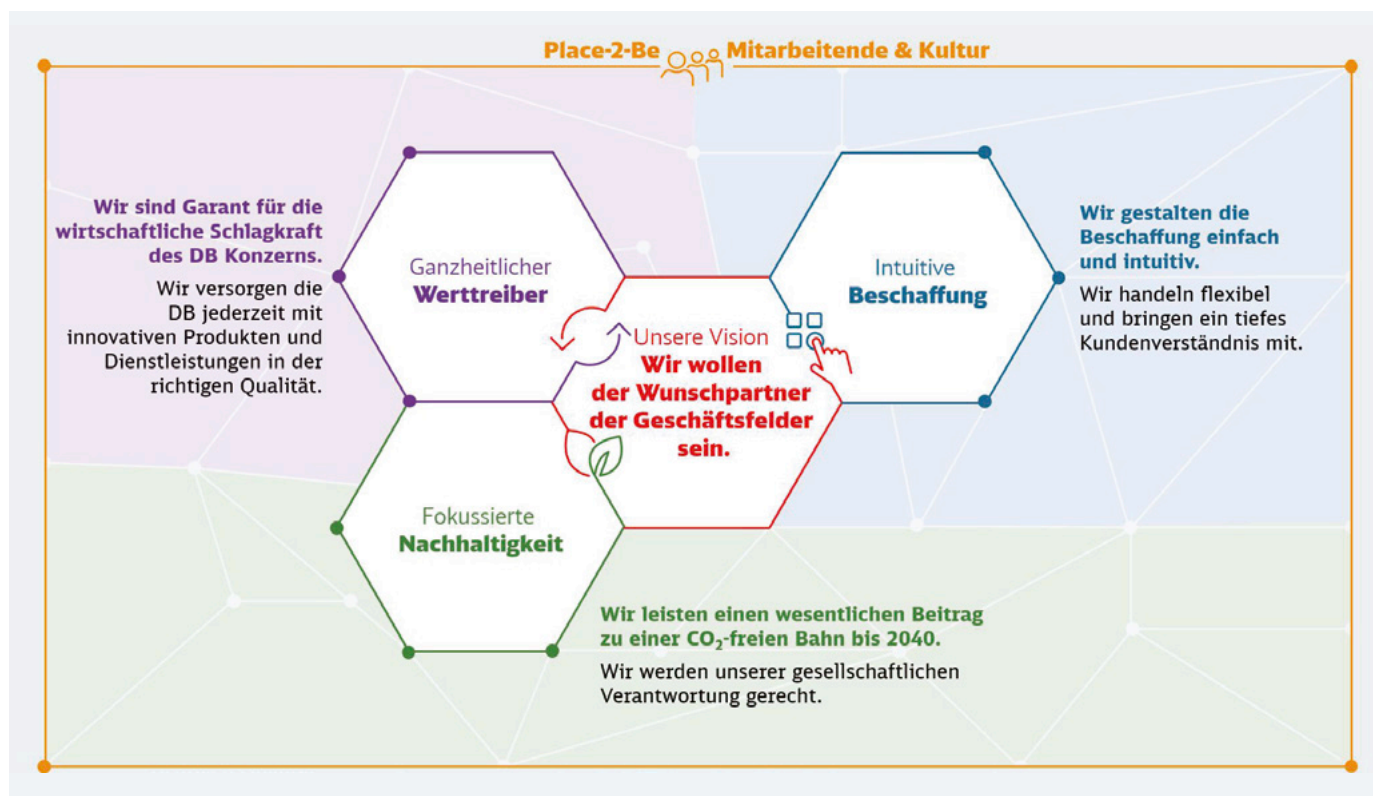 Place-2-Be Mitarbeitende & Kultur
Wir sind Garant für die
wirtschaftliche Schlagkraft
des DB Konzerns.
Wir versorgen die
DB jederzeit mit
innovativen Produkten und
Dienstleistungen in der
richtigen Qualität.
Ganzheitlicher
Werttreiber
Unsere Vision
Wir wollen
der Wunschpartner
der Geschäftsfelder
sein.
Intuitive
Beschaffung
Wir gestalten die
Beschaffung einfach
und intuitiv.
Wir handeln flexibel
und bringen ein tiefes
Kundenverständnis mit.
Fokussierte
Nachhaltigkeit
Wir leisten einen wesentlichen Beitrag
zu einer CO₂-freien Bahn bis 2040.
Wir werden unserer gesellschaftlichen
Verantwortung gerecht.